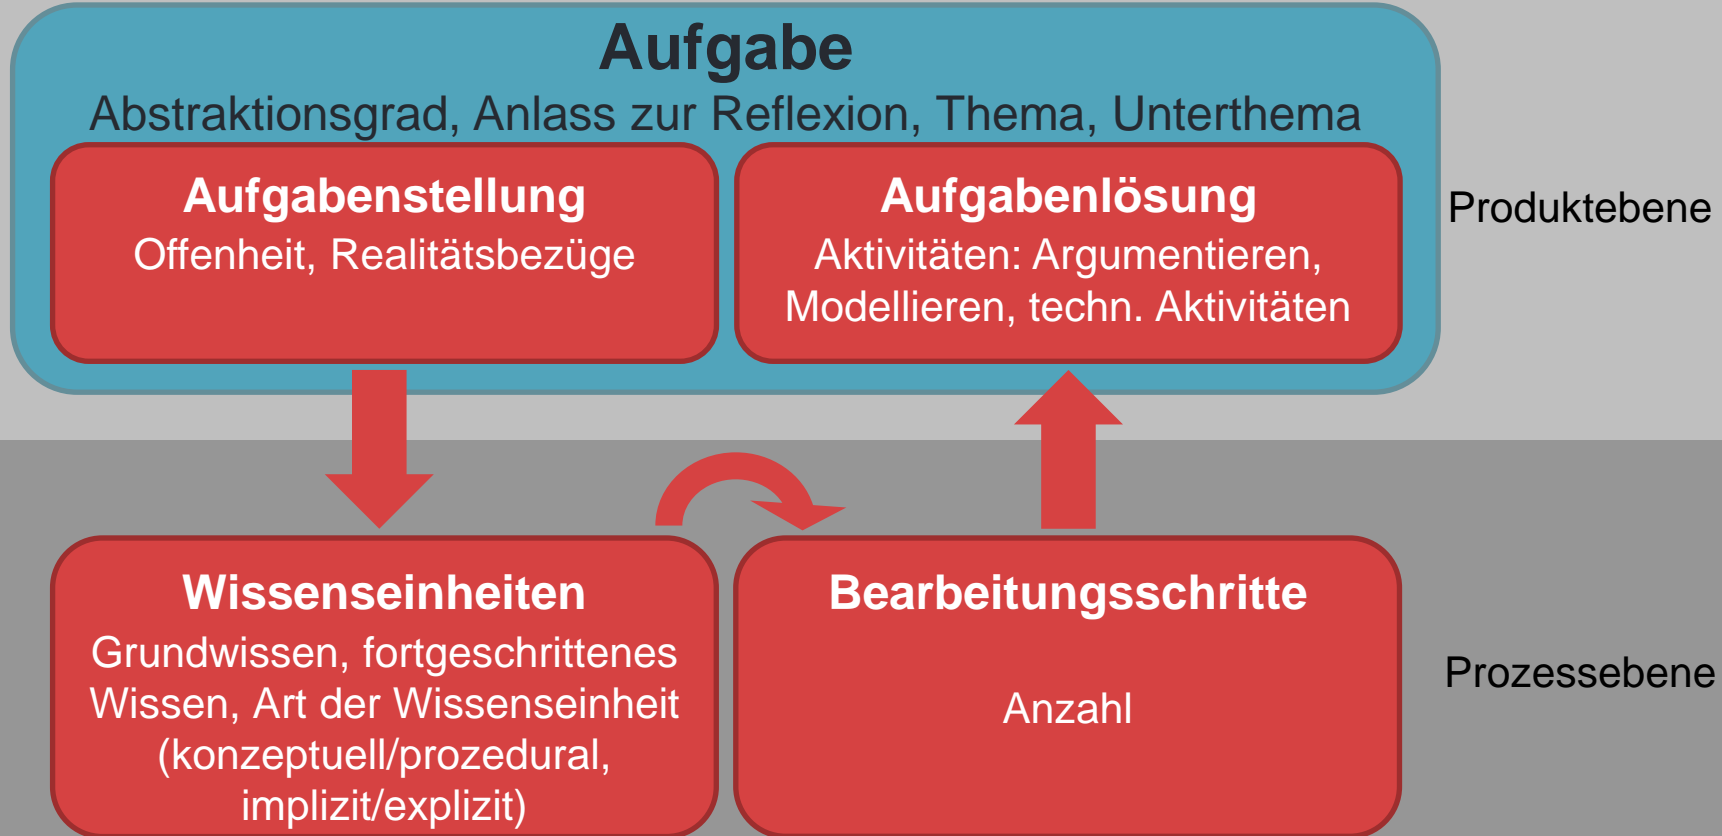 Aufgabe
Abstraktionsgrad, Anlass zur Reflexion, Thema, Unterthema
Aufgabenstellung
Offenheit, Realitätsbezüge
Aufgabenlösung
Aktivitäten: Argumentieren,
Modellieren, techn. Aktivitäten
Produktebene
Wissenseinheiten
Grundwissen, fortgeschrittenes
Wissen, Art der Wissenseinheit
(konzeptuell/prozedural,
implizit/explizit)
Bearbeitungsschritte
Anzahl
Prozessebene